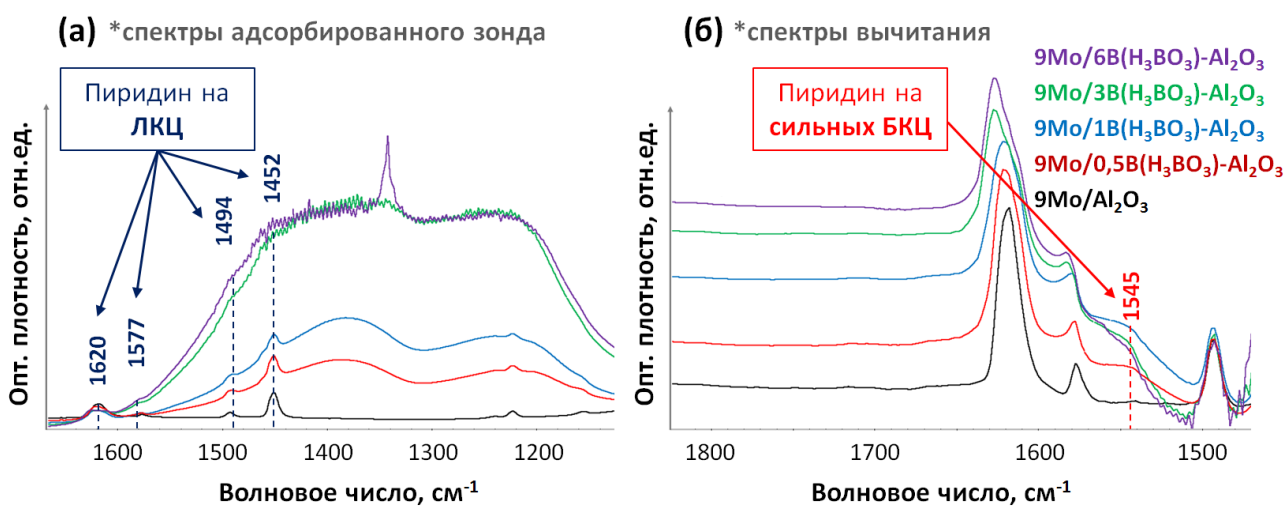 (а) *спектры адсорбированного зонда
Пиридин на
ЛКЦ
1620
1577
1494
1452
Опт. плотность, отн.ед.
1600 1500 1400 1300 1200
Волновое число, см⁻¹
(б) *спектры вычитания
Пиридин на
сильных БКЦ
9Mo/6B(H₃BO₃)-Al₂O₃
9Mo/3B(H₃BO₃)-Al₂O₃
9Mo/1B(H₃BO₃)-Al₂O₃
9Mo/0,5B(H₃BO₃)-Al₂O₃
9Mo/Al₂O₃
1545
Опт. плотность, отн.ед.
1800 1700 1600 1500
Волновое число, см⁻¹